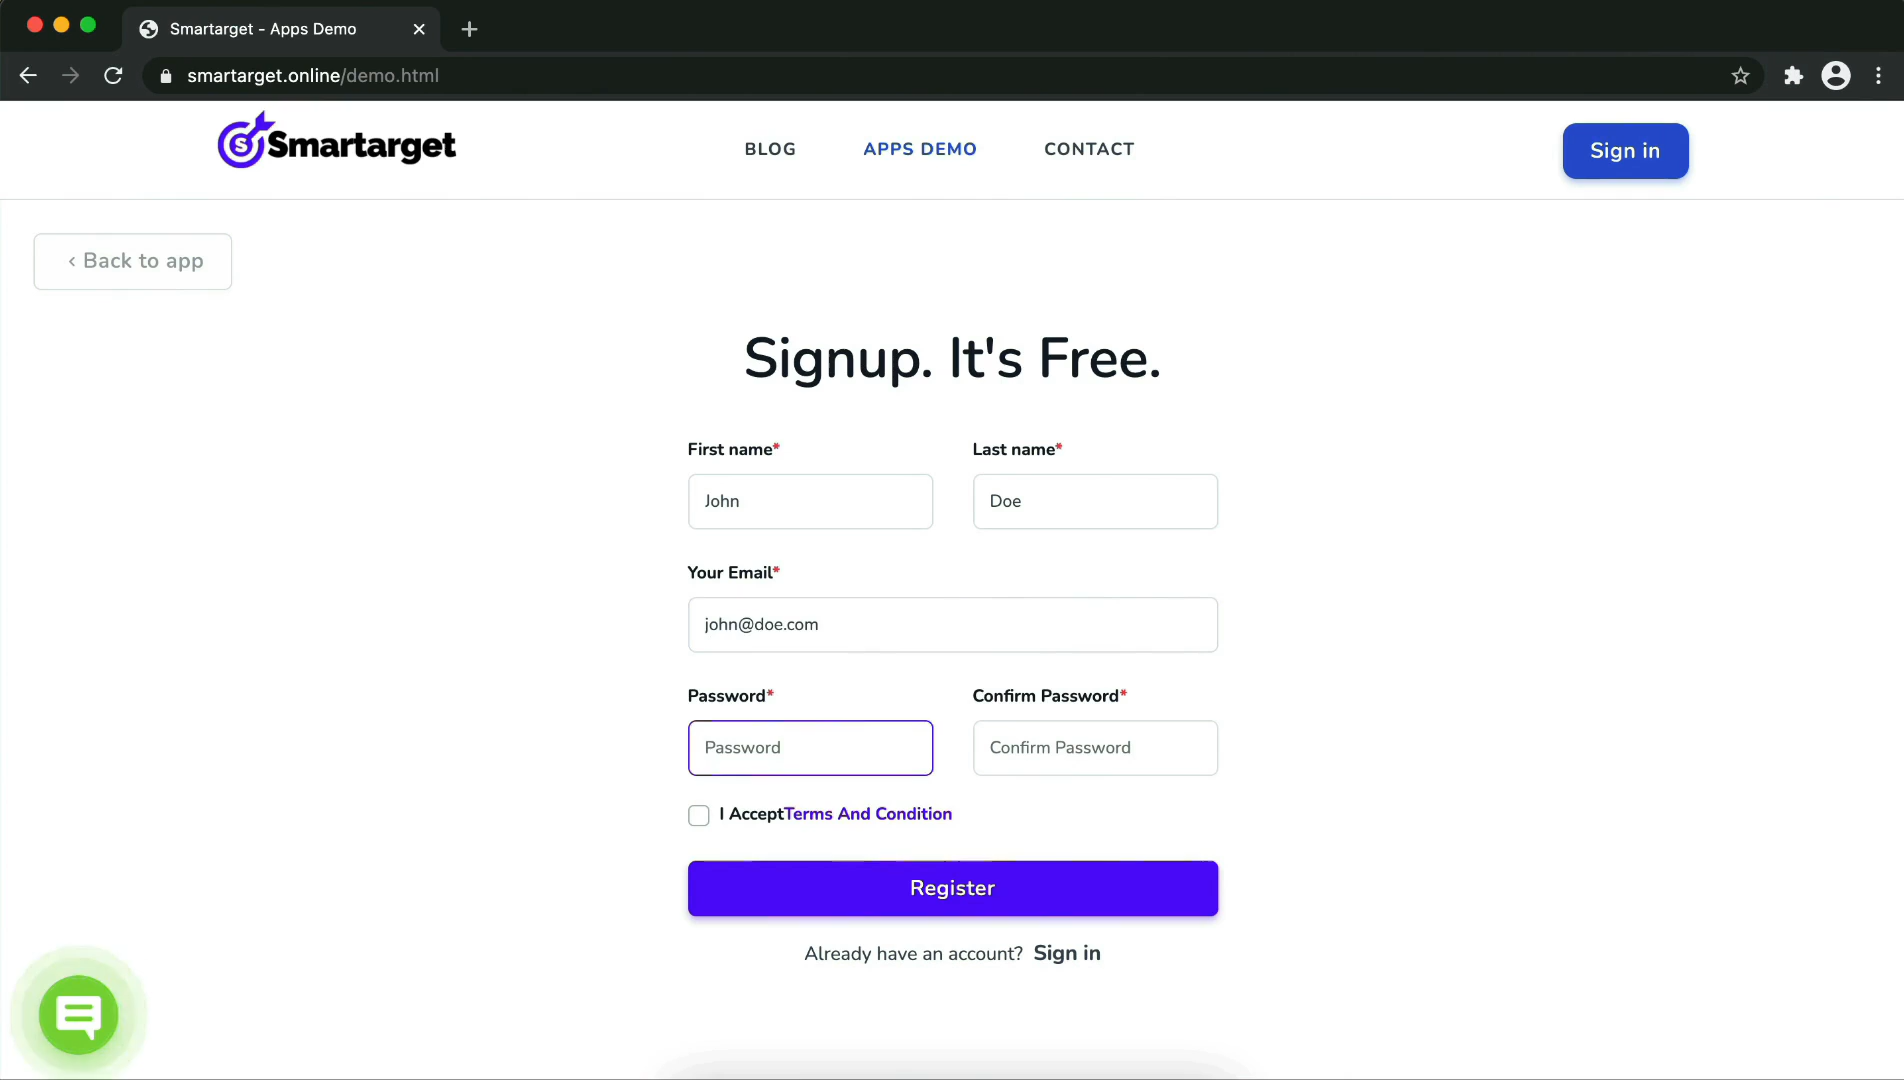 Smartarget - Apps Demo
smartarget.online/demo.html
Smartarget
BLOG APPS DEMO CONTACT Sign in
‹ Back to app
Signup. It's Free.
First name* Last name*
John Doe
Your Email*
john@doe.com
Password* Confirm Password*
Password Confirm Password
I AcceptTerms And Condition
Register
Already have an account? Sign in